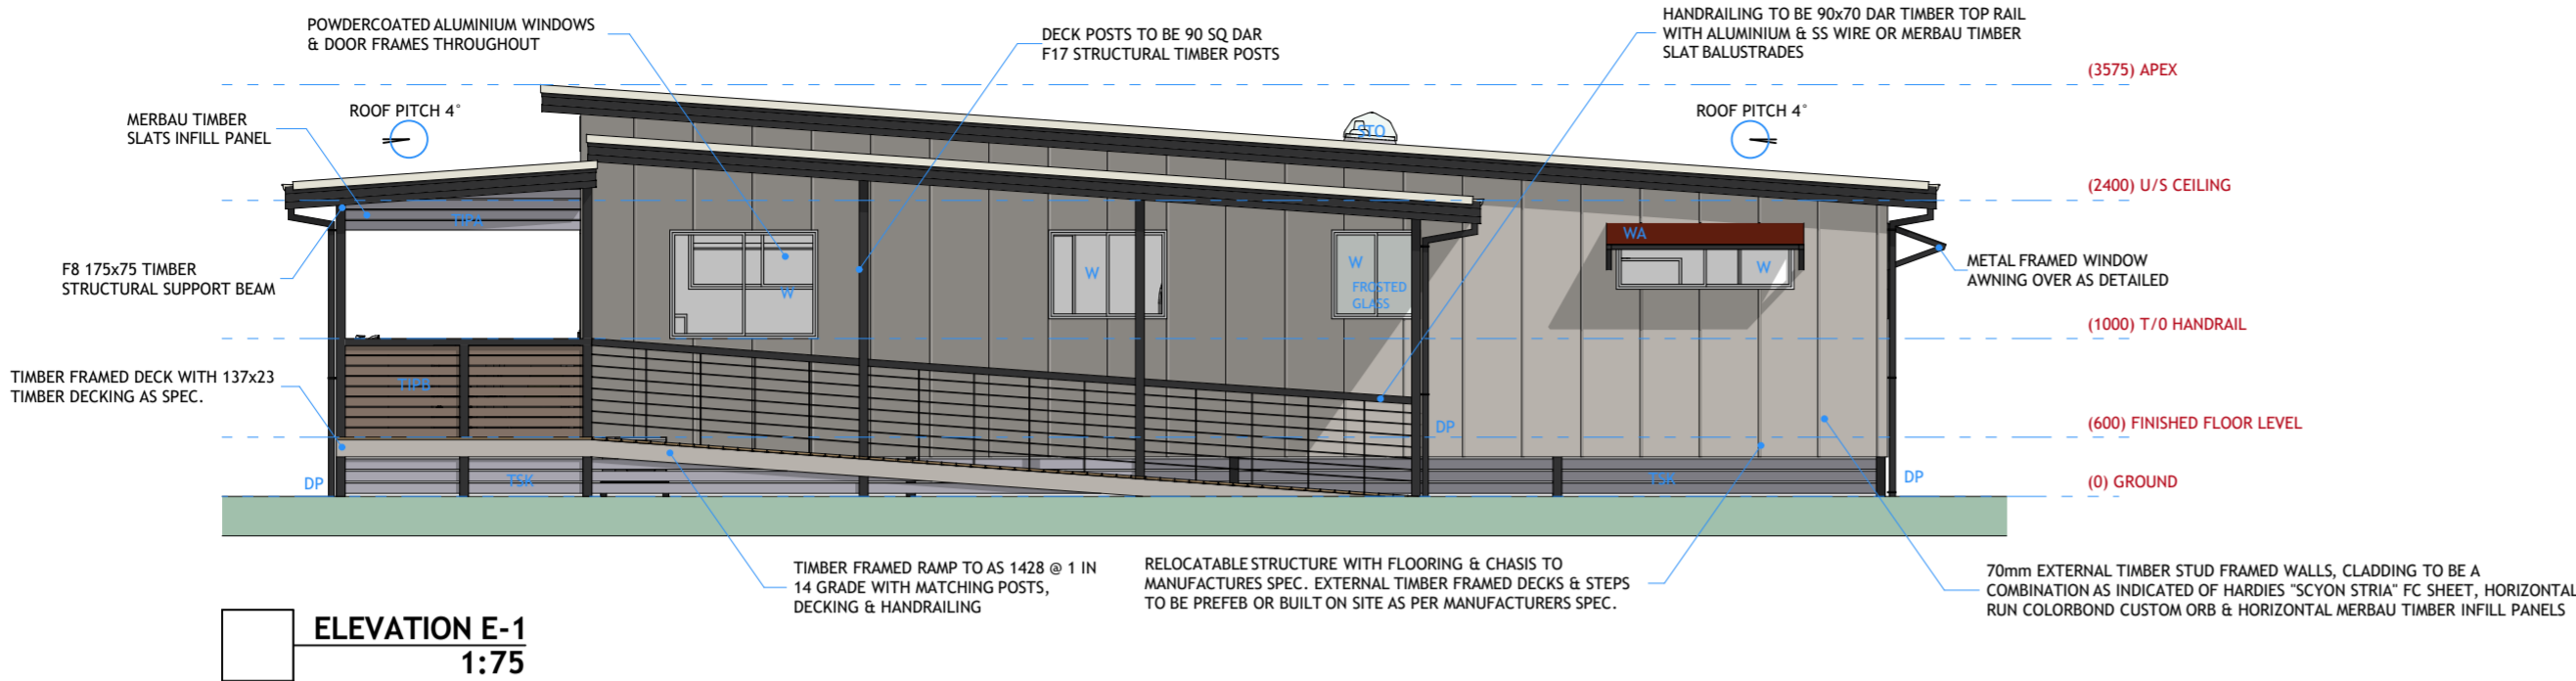 POWDERCOATED ALUMINIUM WINDOWS
& DOOR FRAMES THROUGHOUT
DECK POSTS TO BE 90 SQ DAR
F17 STRUCTURAL TIMBER POSTS
HANDRAILING TO BE 90x70 DAR TIMBER TOP RAIL
WITH ALUMINIUM & SS WIRE OR MERBAU TIMBER
SLAT BALUSTRADES
(3575) APEX
MERBAU TIMBER
SLATS INFILL PANEL
ROOF PITCH 4°
STO
ROOF PITCH 4°
(2400) U/S CEILING
TIPA
WA
F8 175x75 TIMBER
STRUCTURAL SUPPORT BEAM
W
W
W
FROSTED
GLASS
W
METAL FRAMED WINDOW
AWNING OVER AS DETAILED
(1000) T/0 HANDRAIL
TIMBER FRAMED DECK WITH 137x23
TIMBER DECKING AS SPEC.
TIPB
DP
(600) FINISHED FLOOR LEVEL
DP
TSK
TSK
DP
(0) GROUND
TIMBER FRAMED RAMP TO AS 1428 @ 1 IN
14 GRADE WITH MATCHING POSTS,
DECKING & HANDRAILING
RELOCATABLE STRUCTURE WITH FLOORING & CHASIS TO
MANUFACTURES SPEC. EXTERNAL TIMBER FRAMED DECKS & STEPS
TO BE PREFEB OR BUILT ON SITE AS PER MANUFACTURERS SPEC.
70mm EXTERNAL TIMBER STUD FRAMED WALLS, CLADDING TO BE A
COMBINATION AS INDICATED OF HARDIES "SCYON STRIA" FC SHEET, HORIZONTAL
RUN COLORBOND CUSTOM ORB & HORIZONTAL MERBAU TIMBER INFILL PANELS
ELEVATION E-1
1:75